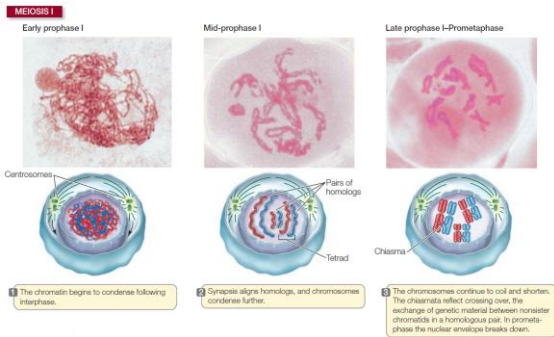 MEIOSIS I
Early prophase I
Mid-prophase I
Late prophase I–Prometaphase
Centrosomes
Pairs of
homologs
Tetrad
Chiasma
1 The chromatin begins to condense following
interphase.
2 Synapsis aligns homologs, and chromosomes
condense further.
3 The chromosomes continue to coil and shorten.
The chiasmata reflect crossing over, the
exchange of genetic material between nonsister
chromatids in a homologous pair. In prometa-
phase the nuclear envelope breaks down.